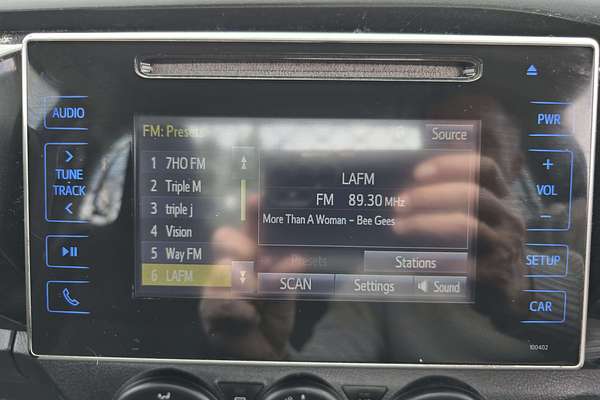 AUDIO
PWR
FM: Presets
Source
1 7HO FM
2 Triple M
3 triple j
4 Vision
5 Way FM
6 LAFM
LAFM
FM 89.30 MHz
More Than A Woman - Bee Gees
TUNE
TRACK
+
VOL
-
Presets
Stations
SETUP
SCAN
Settings
Sound
CAR
100402